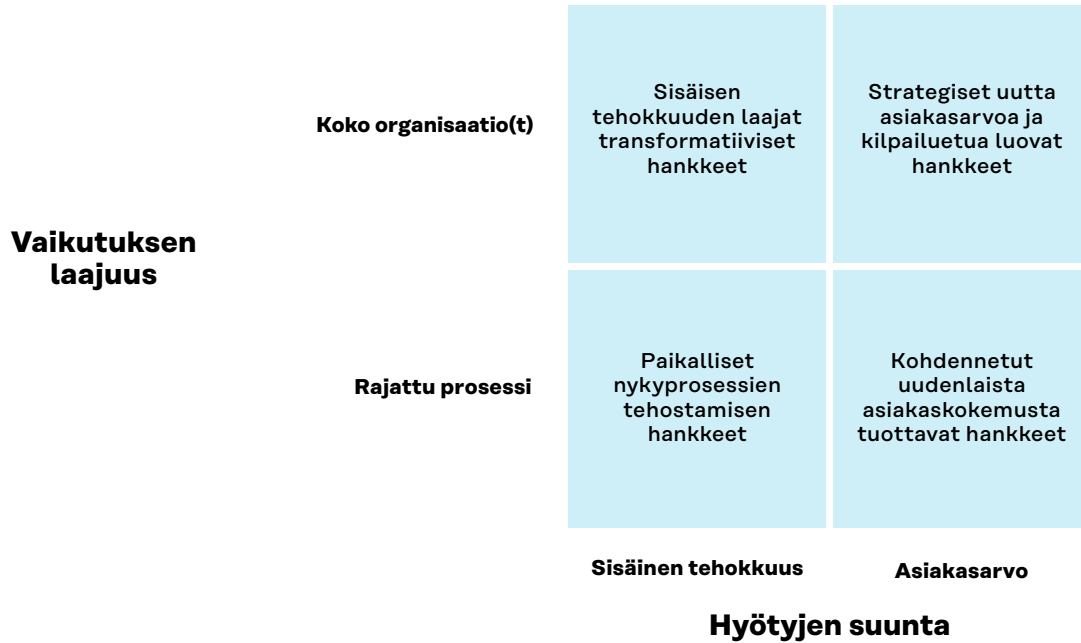 Koko organisaatio(t)
Sisäisen
tehokkuuden laajat
transformatiiviset
hankkeet
Strategiset uutta
asiakasarvoa ja
kilpailuetua luovat
hankkeet
Vaikutuksen
laajuus
Rajattu prosessi
Paikalliset
nykyprosessien
tehostamisen
hankkeet
Kohdennetut
uudenlaista
asiakaskokemusta
tuottavat hankkeet
Sisäinen tehokkuus
Asiakasarvo
Hyötyjen suunta